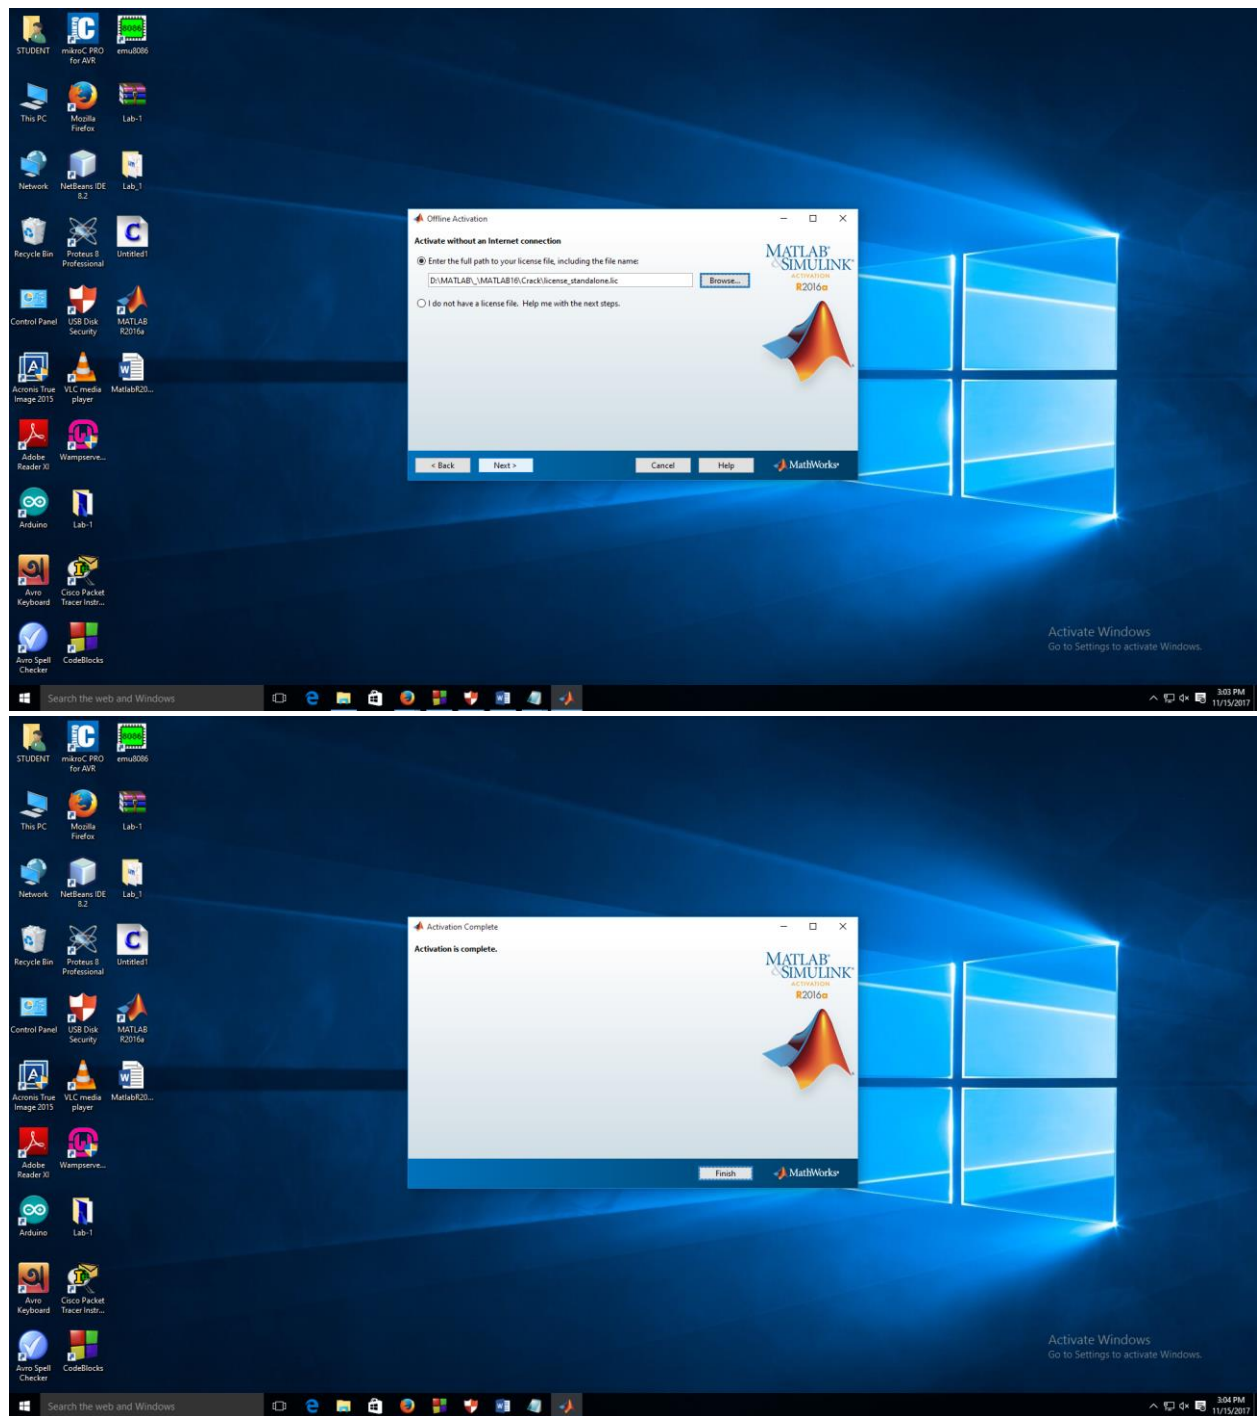 STUDENT
mikroC PRO
for AVR
emu8086
This PC
Mozilla
Firefox
Lab-1
Network
NetBeans IDE
8.2
Lab_1
Recycle Bin
Proteus 8
Professional
Untitled1
Control Panel
USB Disk
Security
MATLAB
R2016a
Acronis True
Image 2015
VLC media
player
MatlabR20...
Adobe
Reader XI
Wampserve...
Arduino
Lab-1
Avro
Keyboard
Cisco Packet
Tracer Instr...
Avro Spell
Checker
CodeBlocks
Offline Activation
Activate without an Internet connection
Enter the full path to your license file, including the file name:
D:\MATLAB\_\MATLAB16\Crack\license_standalone.lic
Browse...
I do not have a license file. Help me with the next steps.
MATLAB®
&SIMULINK®
ACTIVATION
R2016a
< Back
Next >
Cancel
Help
MathWorks®
Activate Windows
Go to Settings to activate Windows.
Search the web and Windows
3:03 PM
11/15/2017
STUDENT
mikroC PRO
for AVR
emu8086
This PC
Mozilla
Firefox
Lab-1
Network
NetBeans IDE
8.2
Lab_1
Recycle Bin
Proteus 8
Professional
Untitled1
Control Panel
USB Disk
Security
MATLAB
R2016a
Acronis True
Image 2015
VLC media
player
MatlabR20...
Adobe
Reader XI
Wampserve...
Arduino
Lab-1
Avro
Keyboard
Cisco Packet
Tracer Instr...
Avro Spell
Checker
CodeBlocks
Activation Complete
Activation is complete.
MATLAB®
&SIMULINK®
ACTIVATION
R2016a
Finish
MathWorks®
Activate Windows
Go to Settings to activate Windows.
Search the web and Windows
3:04 PM
11/15/2017